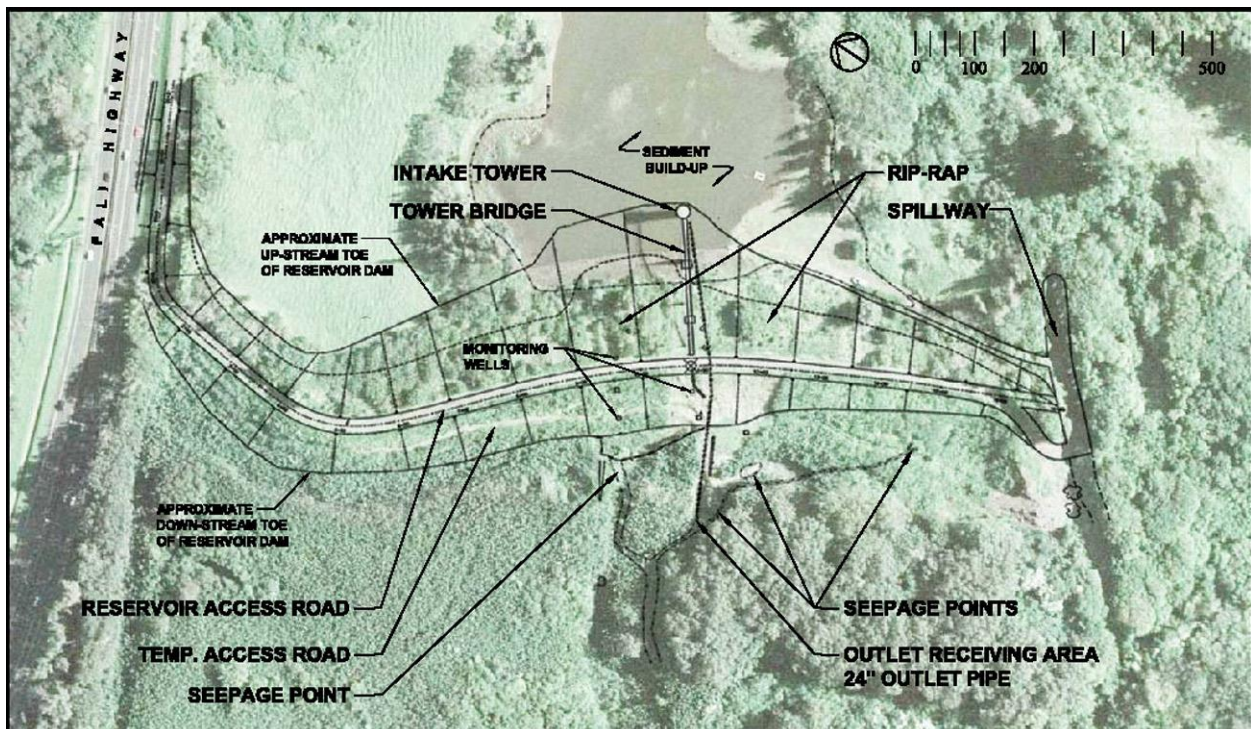 PALI HIGHWAY
0 100 200 500
SEDIMENT
BUILD-UP
INTAKE TOWER
TOWER BRIDGE
RIP-RAP
SPILLWAY
APPROXIMATE
UP-STREAM TOE
OF RESERVOIR DAM
MONITORING
WELLS
APPROXIMATE
DOWN-STREAM TOE
OF RESERVOIR DAM
RESERVOIR ACCESS ROAD
TEMP. ACCESS ROAD
SEEPAGE POINT
SEEPAGE POINTS
OUTLET RECEIVING AREA
24" OUTLET PIPE